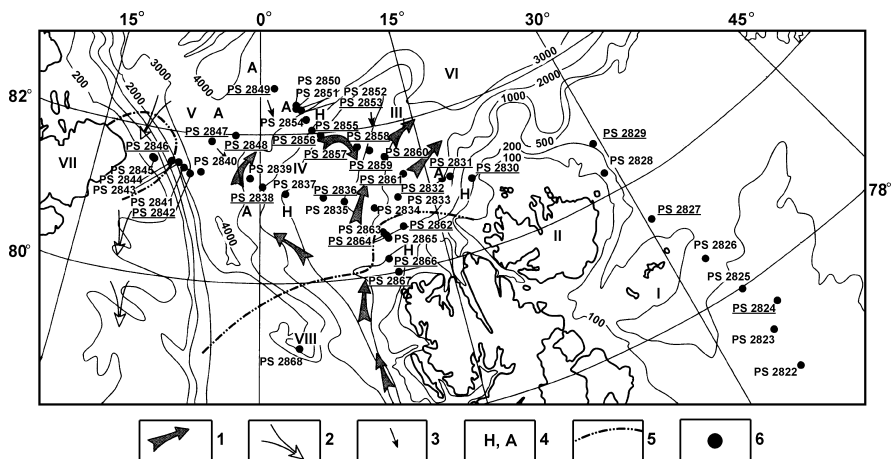 15° 0° 15° 30° 45°
82°
80°
78°
200
2000
3000
4000
A
PS 2849
PS 2850
PS 2851
PS 2852
PS 2853
VI
3000
2000
1000
500
200
100
V
A
A
H
III
PS 2854
PS 2855
PS 2856
PS 2857
PS 2858
PS 2859
PS 2860
PS 2861
PS 2847
PS 2848
PS 2846
VII
PS 2845
PS 2844
PS 2843
PS 2840
PS 2841
PS 2842
PS 2839
IV
PS 2837
PS 2838
PS 2836
PS 2835
PS 2834
PS 2833
PS 2832
PS 2831
PS 2830
A
H
PS 2829
PS 2828
PS 2827
A
H
4000
PS 2863
PS 2864
PS 2862
PS 2865
H
PS 2866
PS 2867
II
PS 2826
PS 2825
I
PS 2824
PS 2823
PS 2822
100
VIII
PS 2868
1
2
3
H, A 4
5
6